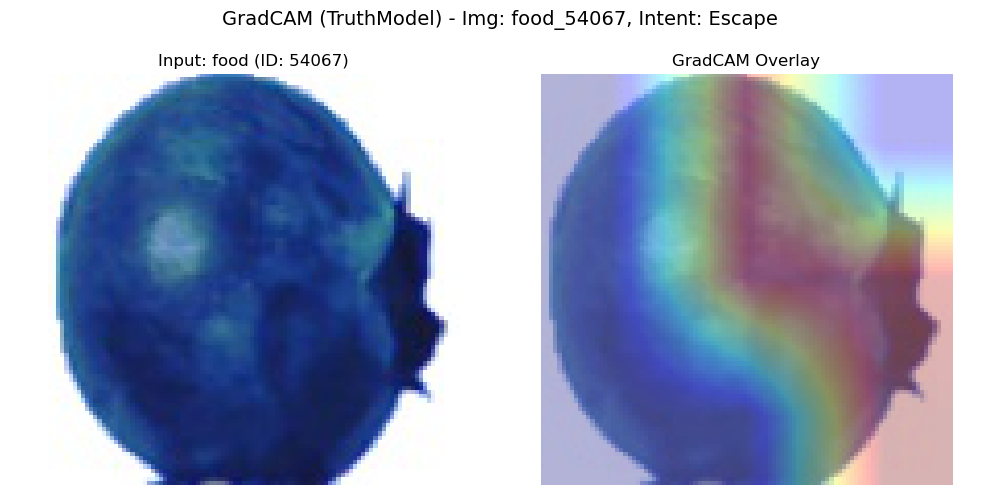 GradCAM (TruthModel) - Img: food_54067, Intent: Escape
Input: food (ID: 54067)
GradCAM Overlay